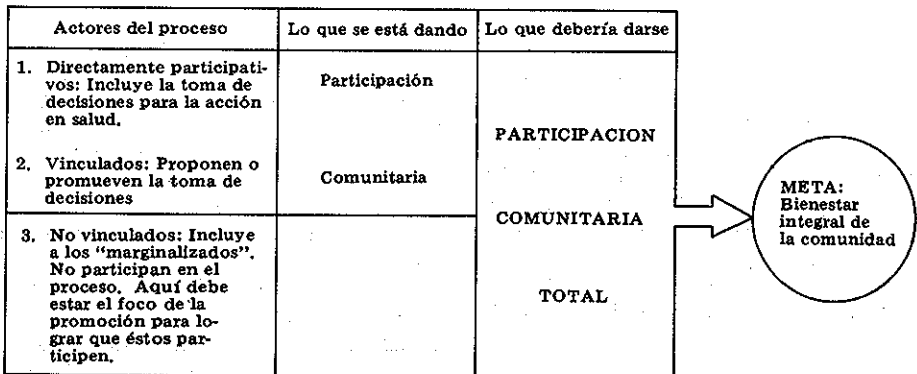 Actores del proceso
Lo que se está dando
Lo que debería darse
1. Directamente participati-
vos: Incluye la toma de
decisiones para la acción
en salud.
Participación
2. Vinculados: Proponen o
promueven la toma de
decisiones
Comunitaria
3. No vinculados: Incluye
a los “marginalizados”.
No participan en el
proceso. Aquí debe
estar el foco de la
promoción para lo-
grar que éstos par-
ticipen.
PARTICIPACION
COMUNITARIA
TOTAL
META:
Bienestar
integral de
la comunidad